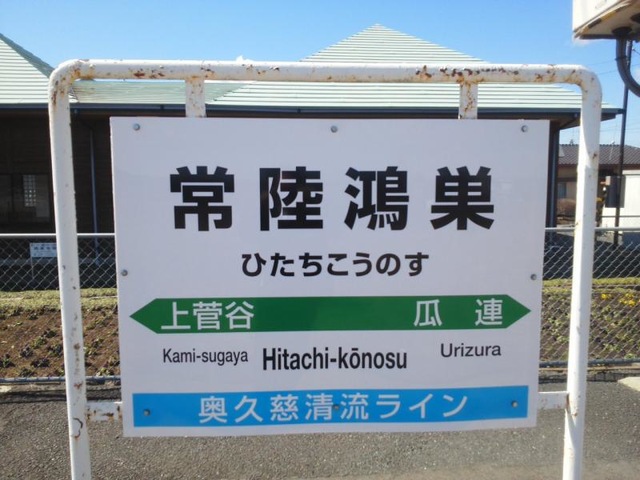 常陸鴻巣
ひたちこうのす
上菅谷 瓜連
Kami-sugaya Hitachi-kōnosu Urizura
奥久慈清流ライン